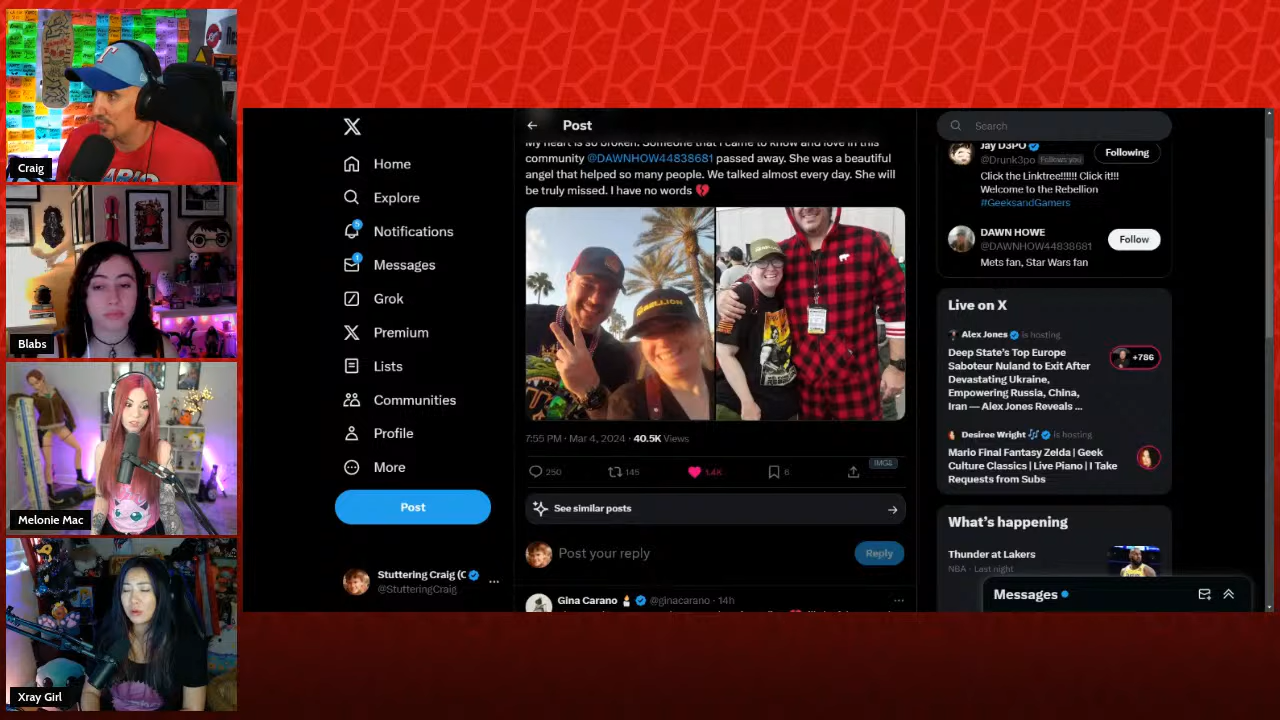 Craig
Blabs
Melonie Mac
Xray Girl
Home
Explore
Notifications
Messages
Grok
Premium
Lists
Communities
Profile
More
Post
Stuttering Craig (C
@StutteringCraig
Post
My heart is so broken. Someone that I came to know and love in this
community @DAWNHOW44838681 passed away. She was a beautiful
angel that helped so many people. We talked almost every day. She will
be truly missed. I have no words 💔
REBELLION
7:55 PM · Mar 4, 2024 · 40.5K Views
250
145
1.4K
6
IMGE
See similar posts
Post your reply
Reply
Gina Carano @ginacarano · 14h
Search
Jay D3PO
@Drunk3po Follows you
Following
Click the Linktree!!!!!! Click it!!!
Welcome to the Rebellion
#GeeksandGamers
DAWN HOWE
@DAWNHOW44838681
Follow
Mets fan, Star Wars fan
Live on X
Alex Jones is hosting
Deep State's Top Europe
Saboteur Nuland to Exit After
Devastating Ukraine,
Empowering Russia, China,
Iran — Alex Jones Reveals ...
+786
Desiree Wright 🎶 is hosting
Mario Final Fantasy Zelda | Geek
Culture Classics | Live Piano | I Take
Requests from Subs
What's happening
Thunder at Lakers
NBA · Last night
Messages